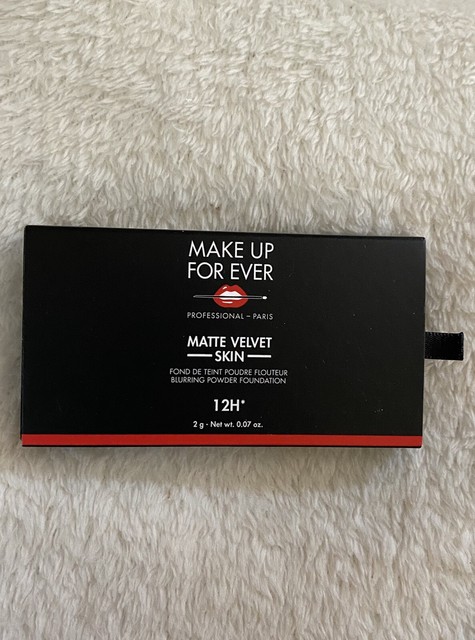 MAKE UP
FOR EVER
PROFESSIONAL – PARIS
MATTE VELVET
SKIN
FOND DE TEINT POUDRE FLOUTEUR
BLURRING POWDER FOUNDATION
12H*
2 g - Net wt. 0.07 oz.